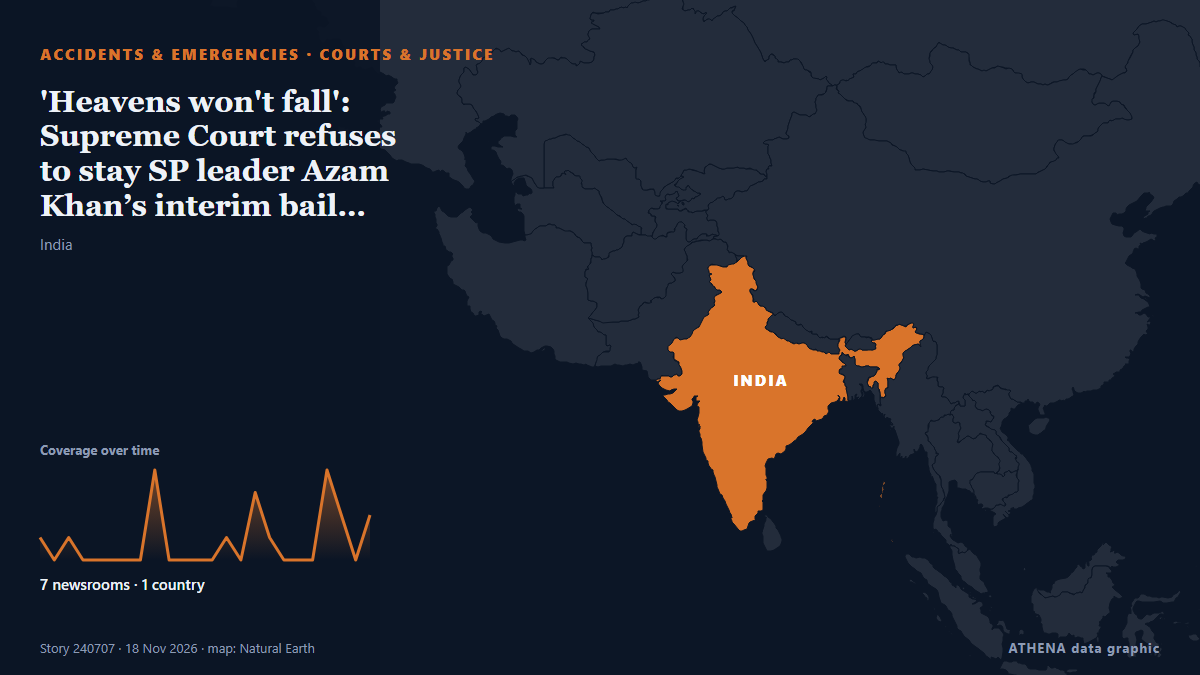 ACCIDENTS & EMERGENCIES · COURTS & JUSTICE
'Heavens won't fall':
Supreme Court refuses
to stay SP leader Azam
Khan’s interim bail...
India
INDIA
Coverage over time
7 newsrooms · 1 country
Story 240707 · 18 Nov 2026 · map: Natural Earth
ATHENA data graphic